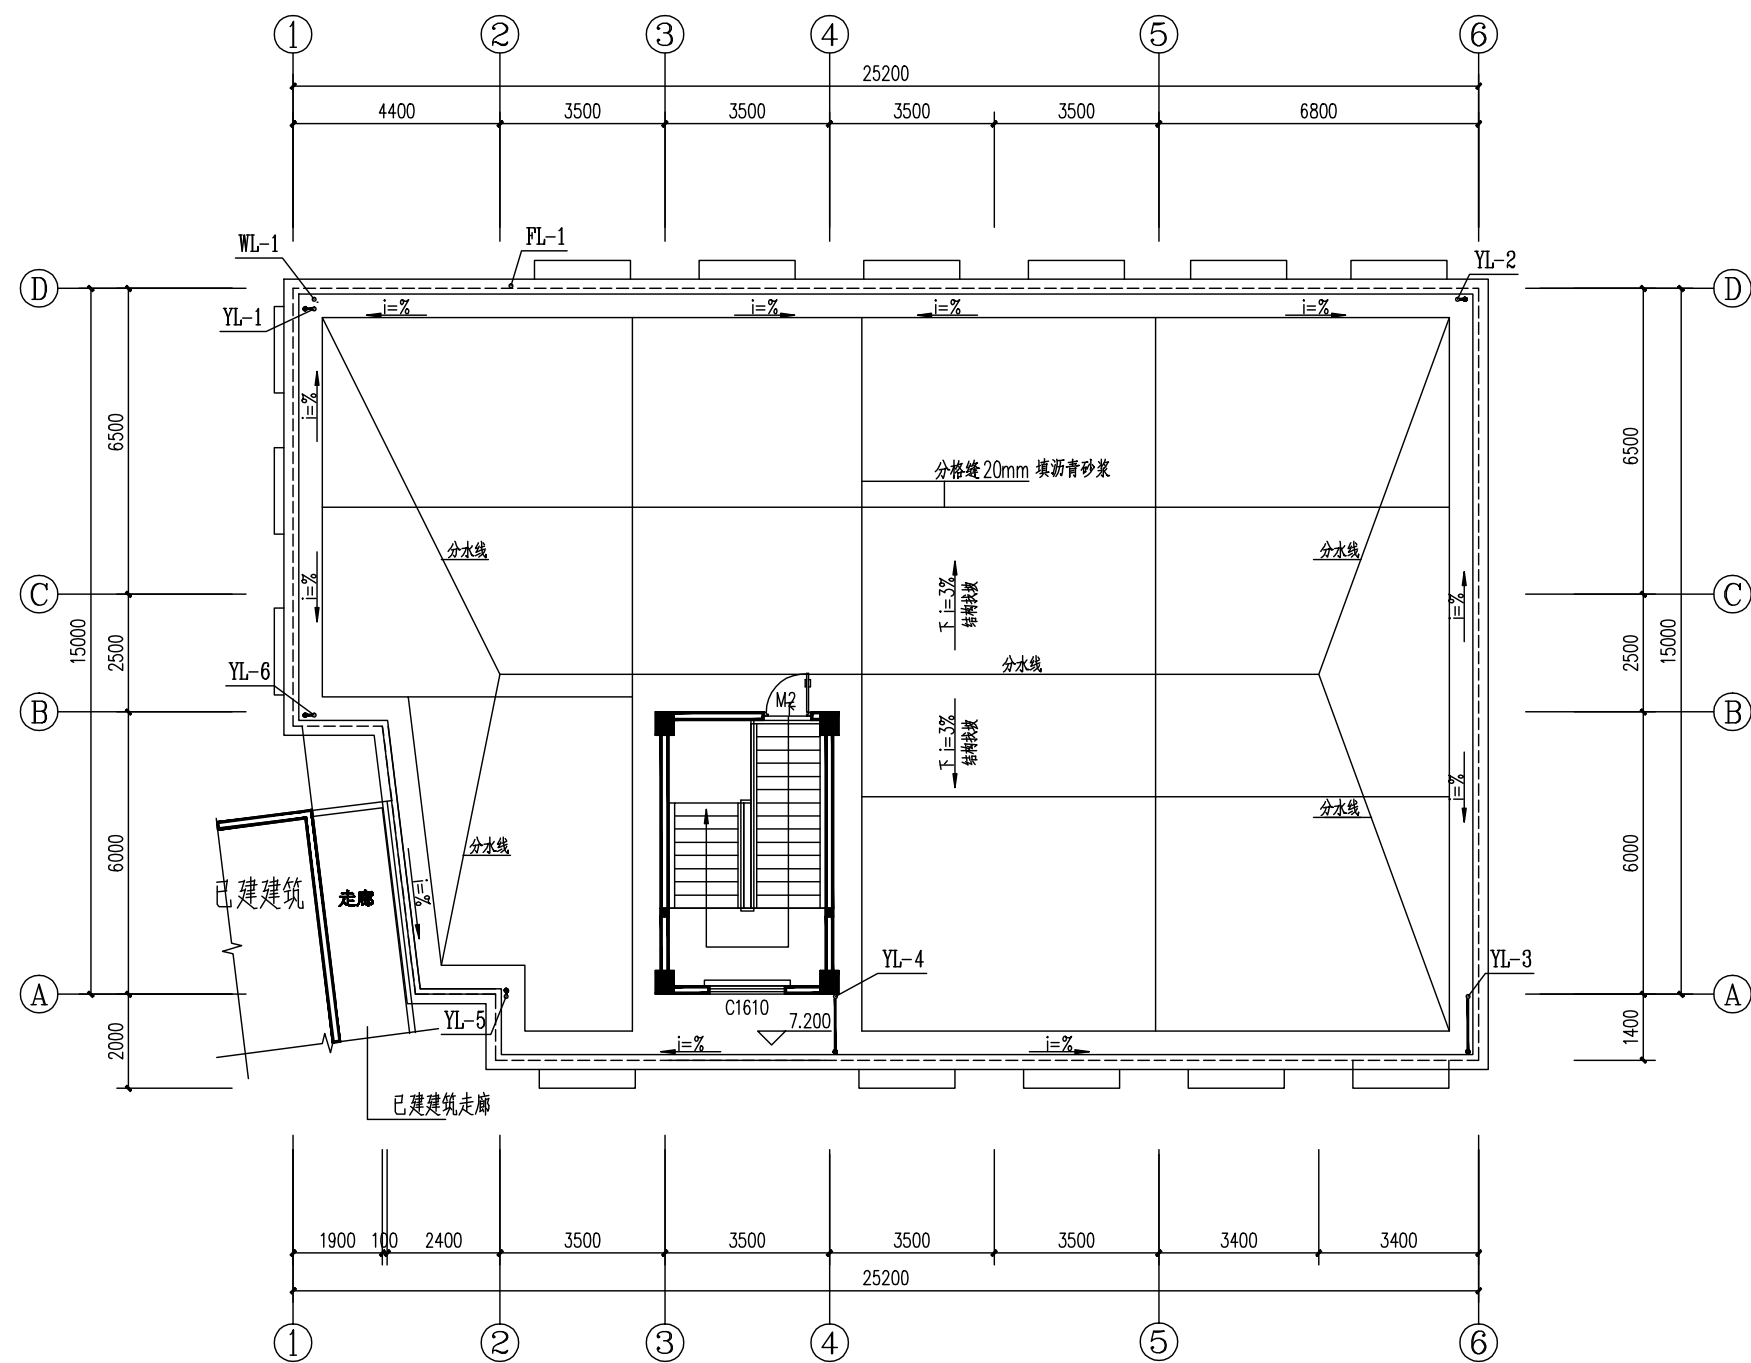 1 2 3 4 5 6
25200
4400 3500 3500 3500 3500 6800
WL-1
FL-1
YL-2
D
D
YL-1
i=%
i=%
i=%
i=%
i=%
6500
6500
分格缝20mm 填沥青砂浆
分水线
分水线
i=%
下 i=3%
结构找坡
i=%
C
C
15000
2500
2500
15000
分水线
YL-6
M2
B
B
下 i=3%
结构找坡
i=%
分水线
分水线
6000
6000
已建建筑
走廊
i=%
YL-4
YL-3
A
A
C1610
YL-5
7.200
2000
i=%
i=%
1400
已建建筑走廊
1900 100 2400 3500 3500 3500 3500 3400 3400
25200
1 2 3 4 5 6